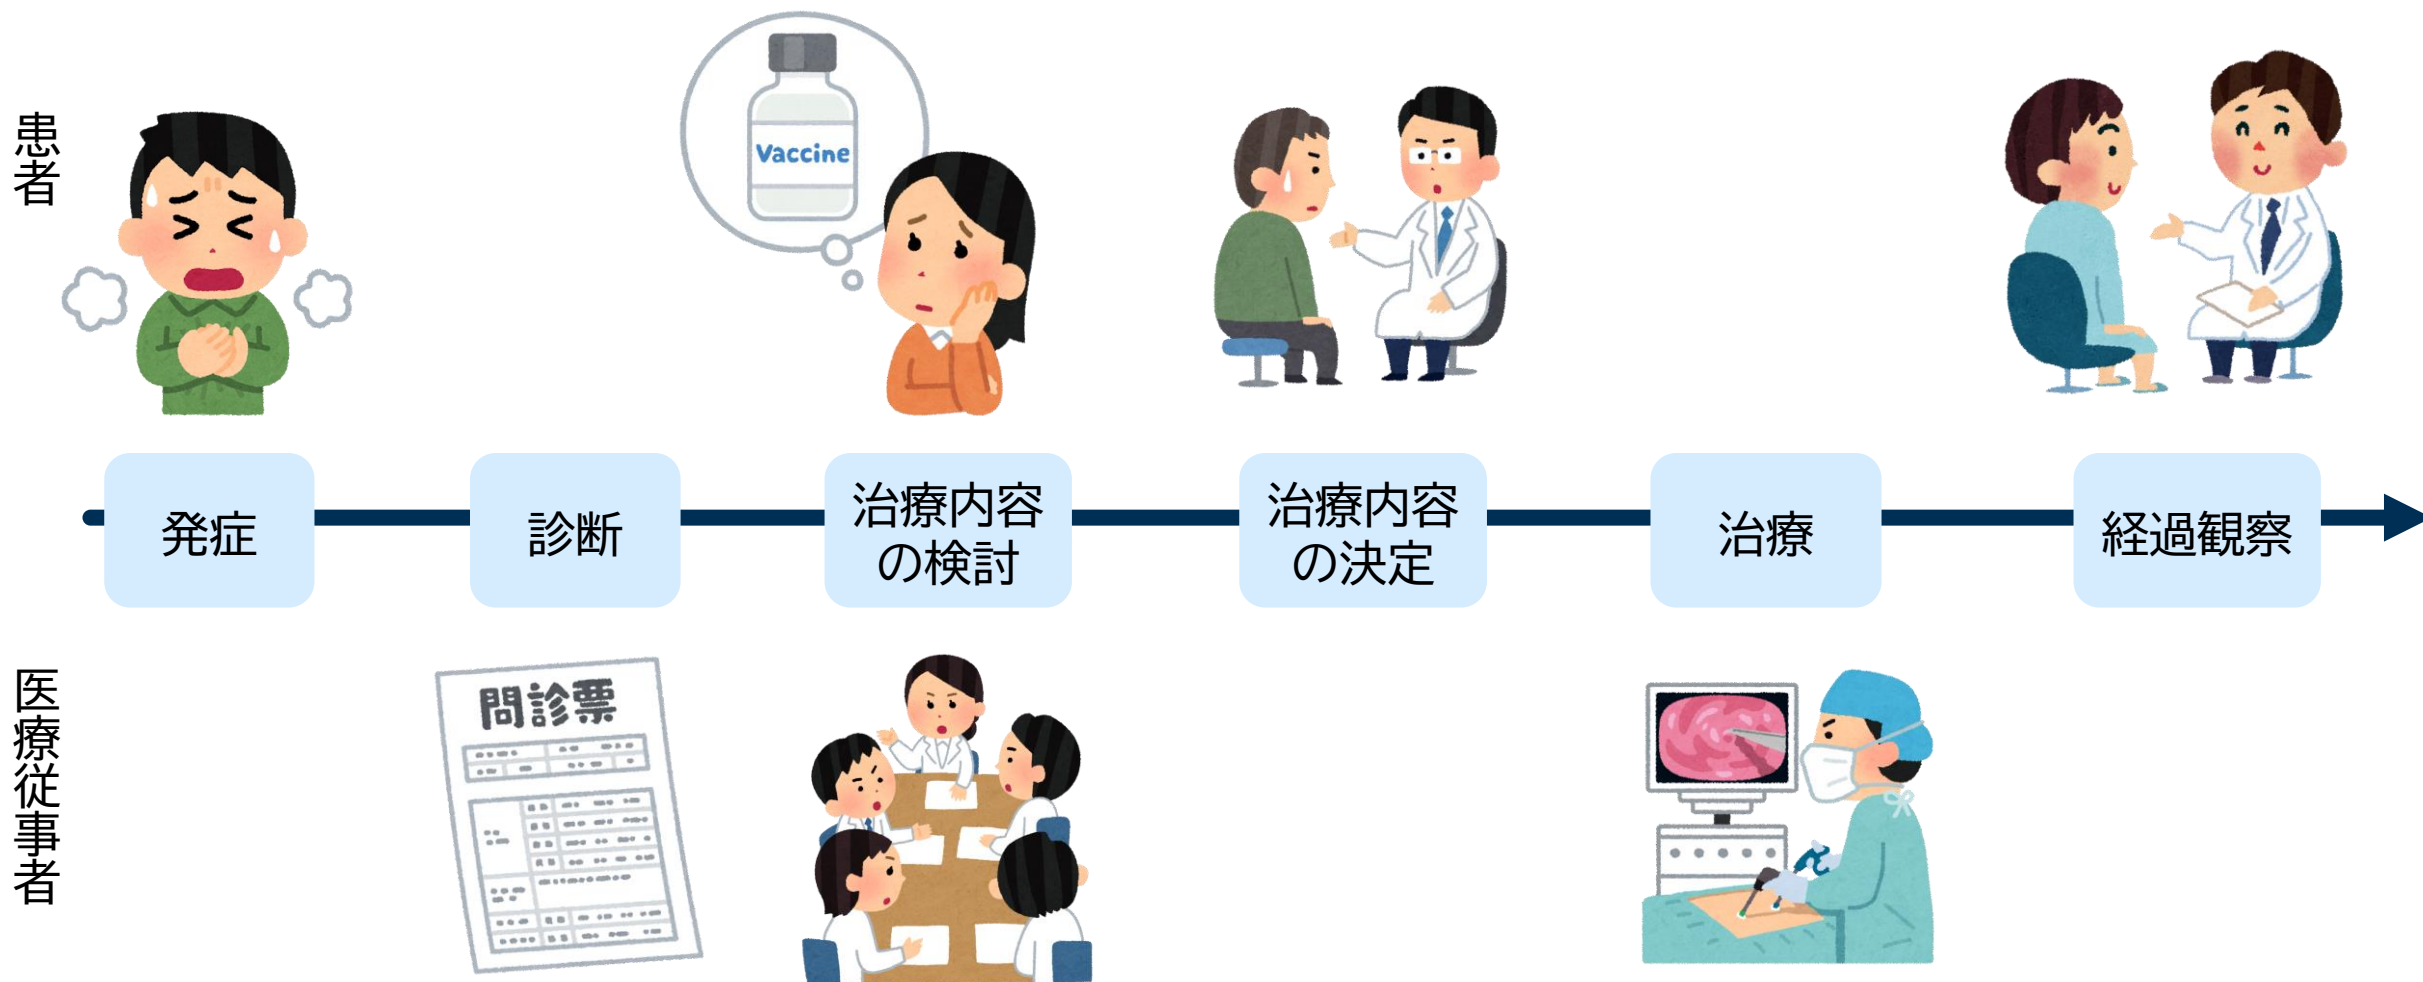 患者
Vaccine
発症
診断
治療内容
の検討
治療内容
の決定
治療
経過観察
医療従事者
問診票